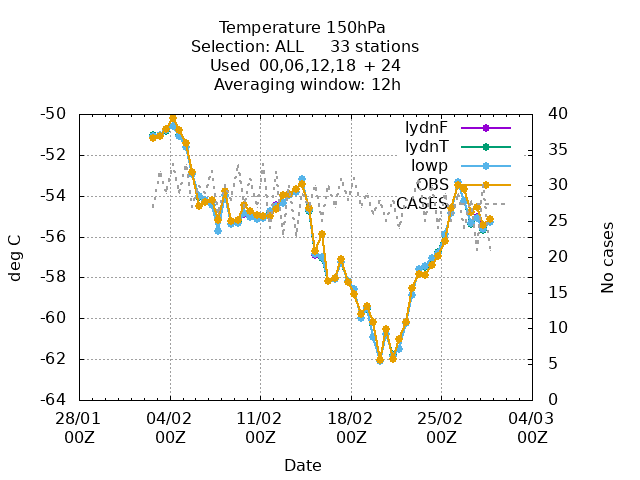 Temperature 150hPa
Selection: ALL 33 stations
Used 00,06,12,18 + 24
Averaging window: 12h
lydnF
lydnT
lowp
OBS
CASES
deg C
-50
-52
-54
-56
-58
-60
-62
-64
40
35
30
25
20
15
10
5
0
No cases
28/01 04/02 11/02 18/02 25/02 04/03
00Z 00Z 00Z 00Z 00Z 00Z
Date